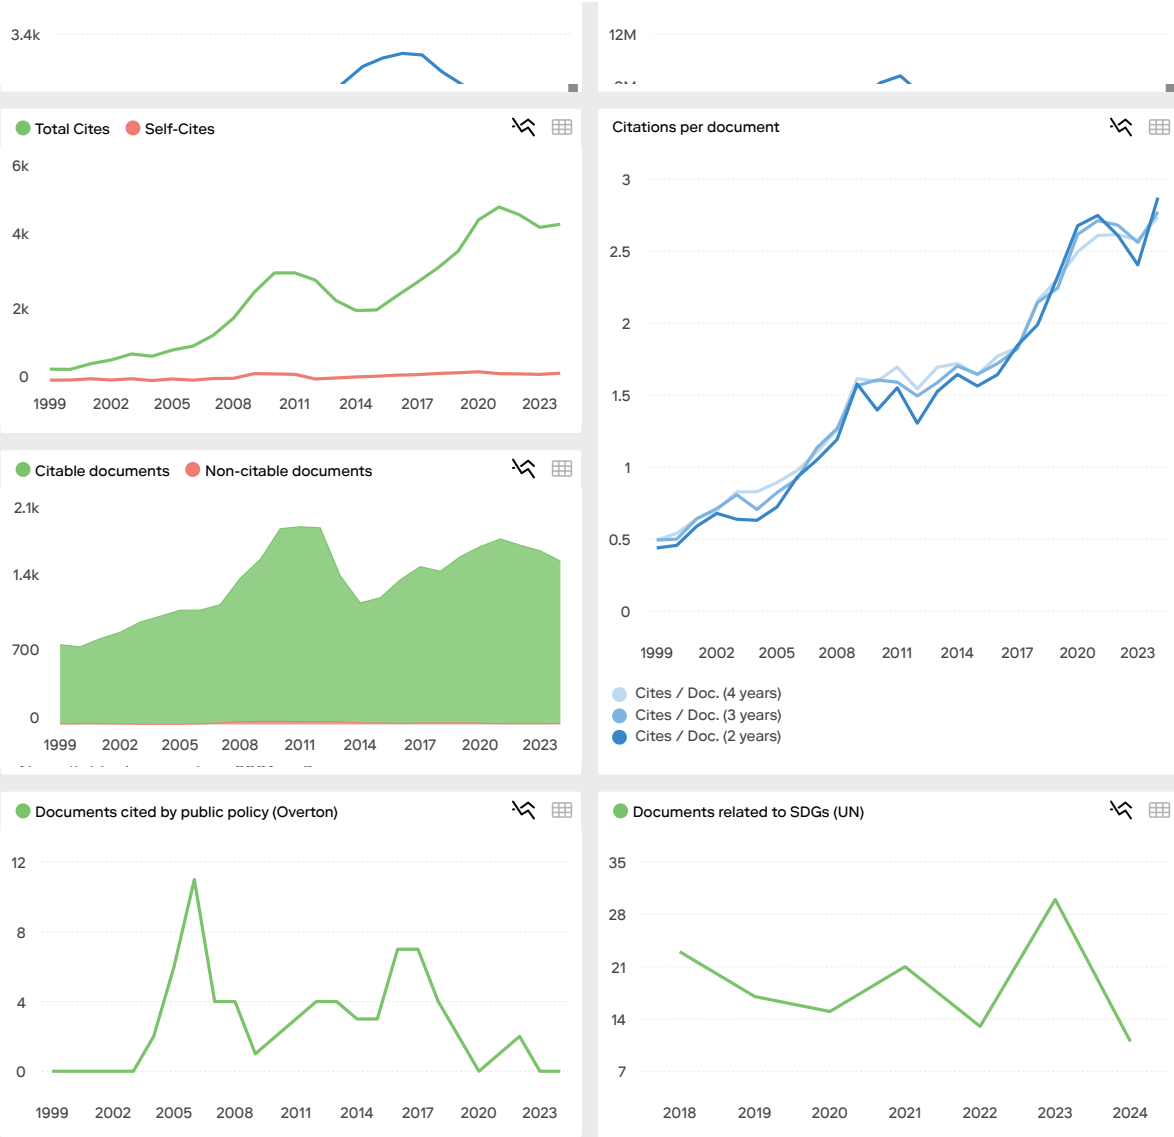 3.4k
12M
Total Cites Self-Cites
6k
4k
2k
0
1999 2002 2005 2008 2011 2014 2017 2020 2023
Citations per document
3
2.5
2
1.5
1
0.5
0
1999 2002 2005 2008 2011 2014 2017 2020 2023
Cites / Doc. (4 years)
Cites / Doc. (3 years)
Cites / Doc. (2 years)
Citable documents Non-citable documents
2.1k
1.4k
700
0
1999 2002 2005 2008 2011 2014 2017 2020 2023
Documents cited by public policy (Overton)
12
8
4
0
1999 2002 2005 2008 2011 2014 2017 2020 2023
Documents related to SDGs (UN)
35
28
21
14
7
2018 2019 2020 2021 2022 2023 2024